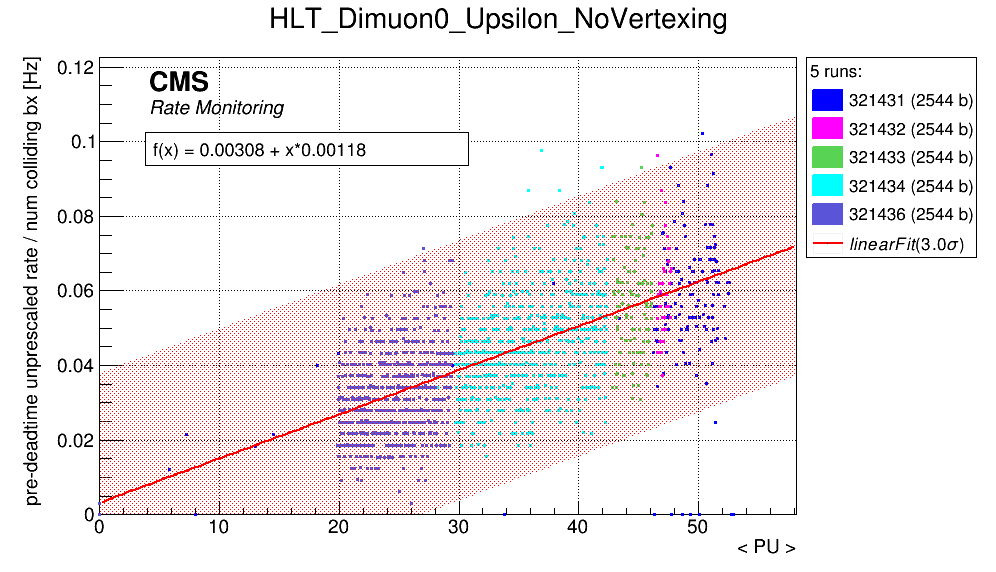 HLT_Dimuon0_Upsilon_NoVertexing
pre-deadtime unprescaled rate / num colliding bx [Hz]
0.12
0.1
0.08
0.06
0.04
0.02
0
CMS
Rate Monitoring
f(x) = 0.00308 + x*0.00118
0 10 20 30 40 50
< PU >
5 runs:
321431 (2544 b)
321432 (2544 b)
321433 (2544 b)
321434 (2544 b)
321436 (2544 b)
linearFit(3.0σ)